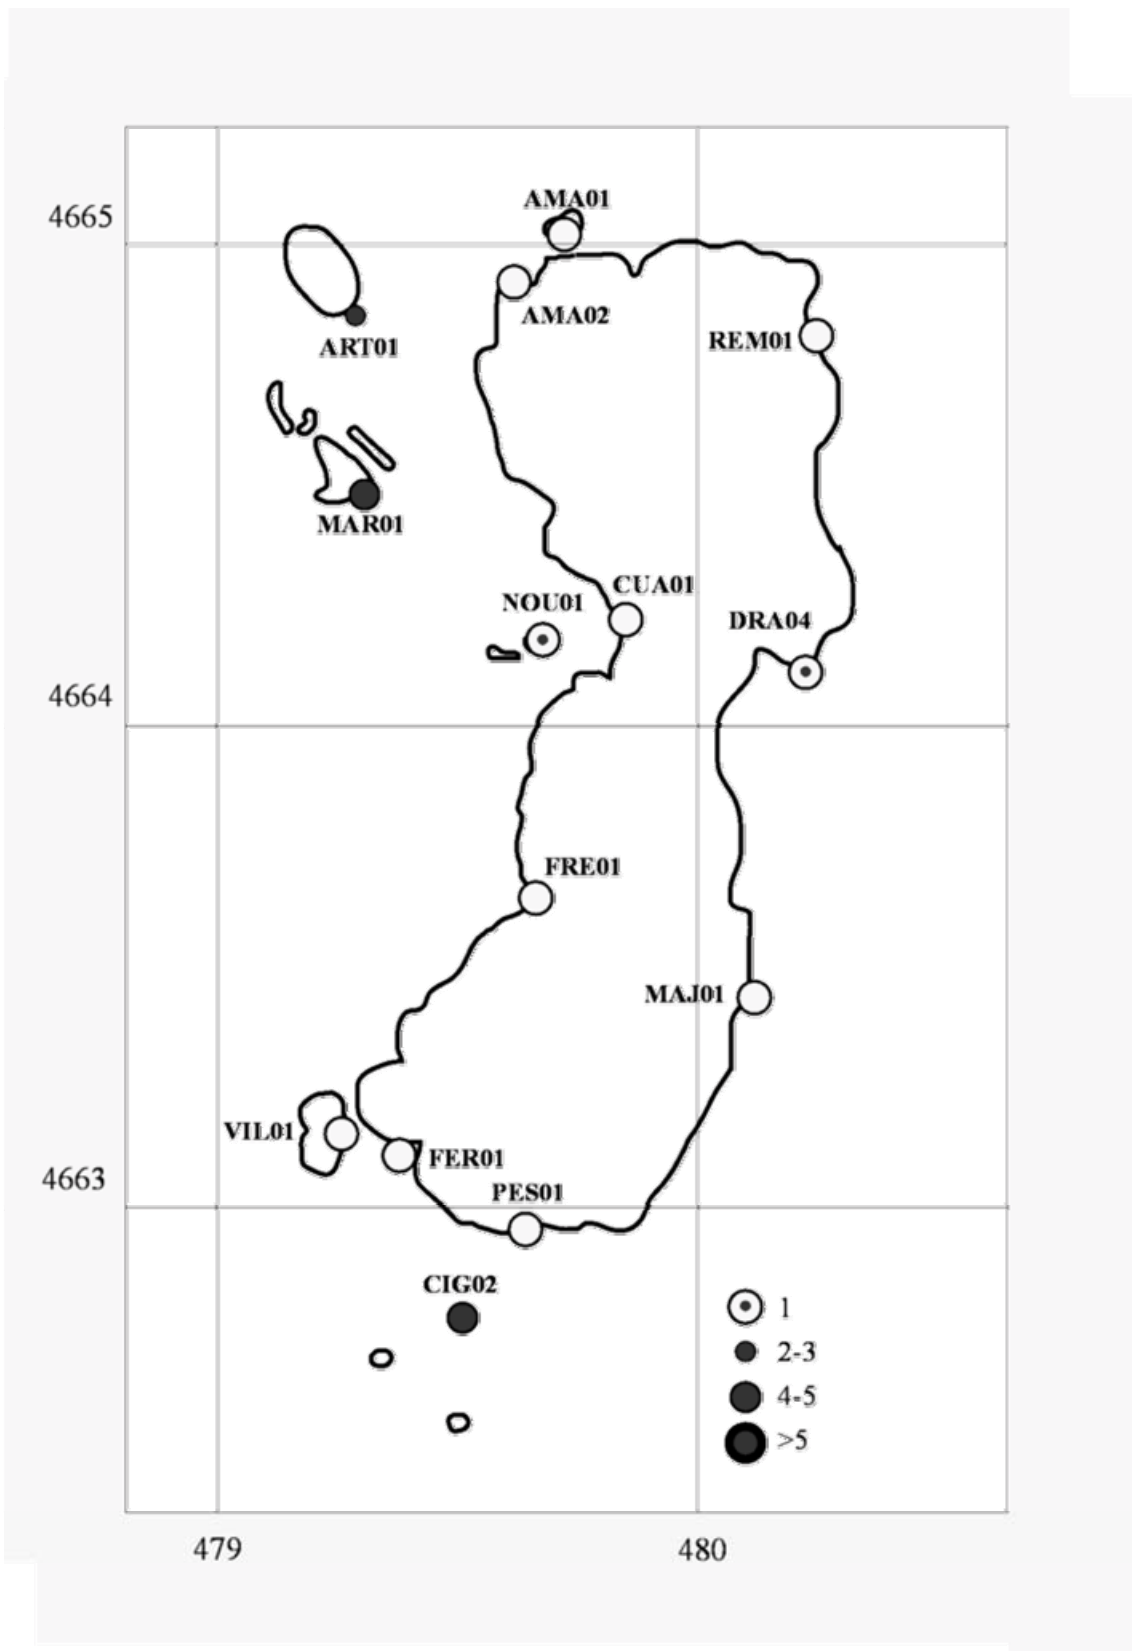 AMA01
4665
AMA02
REM01
ART01
MAR01
CUA01
NOU01
DRA04
4664
FRE01
MAJ01
VIL01
FER01
4663
PES01
CIG02
1
2-3
4-5
>5
479
480